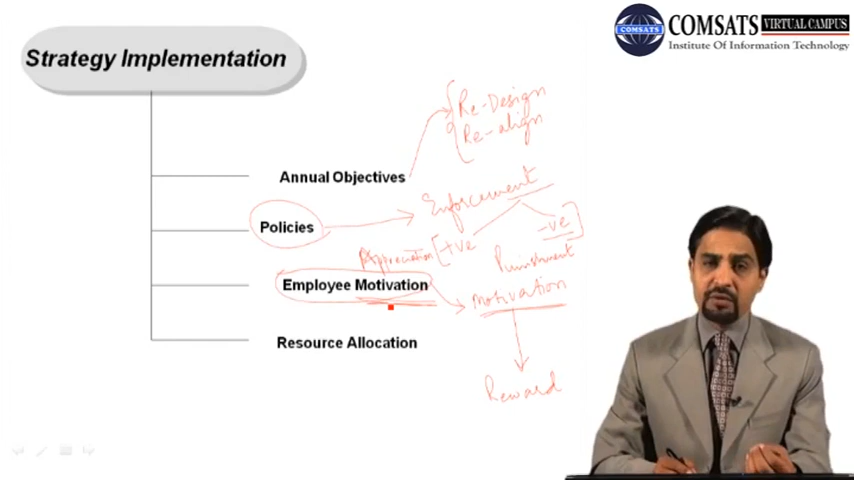 COMSATS VIRTUAL CAMPUS
COMSATS
Institute Of Information Technology
Strategy Implementation
Re-Design
Re-align
Annual Objectives
Enforcement
Policies
Appreciation +ve
-ve
Punishment
Employee Motivation
motivation
Resource Allocation
Reward